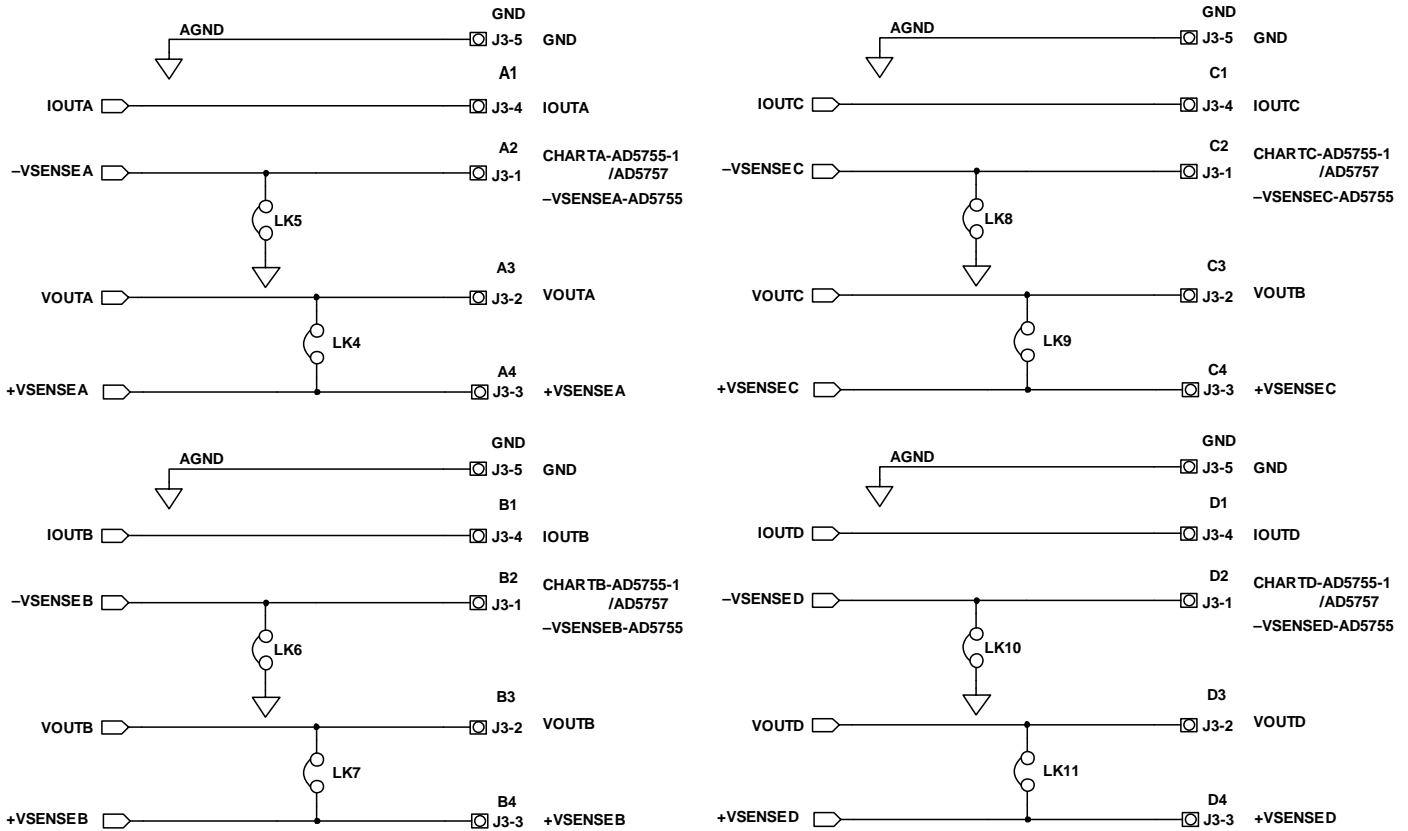 GND
AGND
J3-5 GND
A1
IOUTA
J3-4 IOUTA
A2
–VSENSEA
J3-1
CHARTA-AD5755-1
/AD5757
–VSENSEA-AD5755
LK5
A3
VOUTA
J3-2 VOUTA
LK4
A4
+VSENSEA
J3-3 +VSENSEA
GND
AGND
J3-5 GND
B1
IOUTB
J3-4 IOUTB
B2
–VSENSEB
J3-1
CHARTB-AD5755-1
/AD5757
–VSENSEB-AD5755
LK6
B3
VOUTB
J3-2 VOUTB
LK7
B4
+VSENSEB
J3-3 +VSENSEB
GND
AGND
J3-5 GND
C1
IOUTC
J3-4 IOUTC
C2
–VSENSEC
J3-1
CHARTC-AD5755-1
/AD5757
–VSENSEC-AD5755
LK8
C3
VOUTC
J3-2 VOUTB
LK9
C4
+VSENSEC
J3-3 +VSENSEC
GND
AGND
J3-5 GND
D1
IOUTD
J3-4 IOUTD
D2
–VSENSED
J3-1
CHARTD-AD5755-1
/AD5757
–VSENSED-AD5755
LK10
D3
VOUTD
J3-2 VOUTD
LK11
D4
+VSENSED
J3-3 +VSENSED